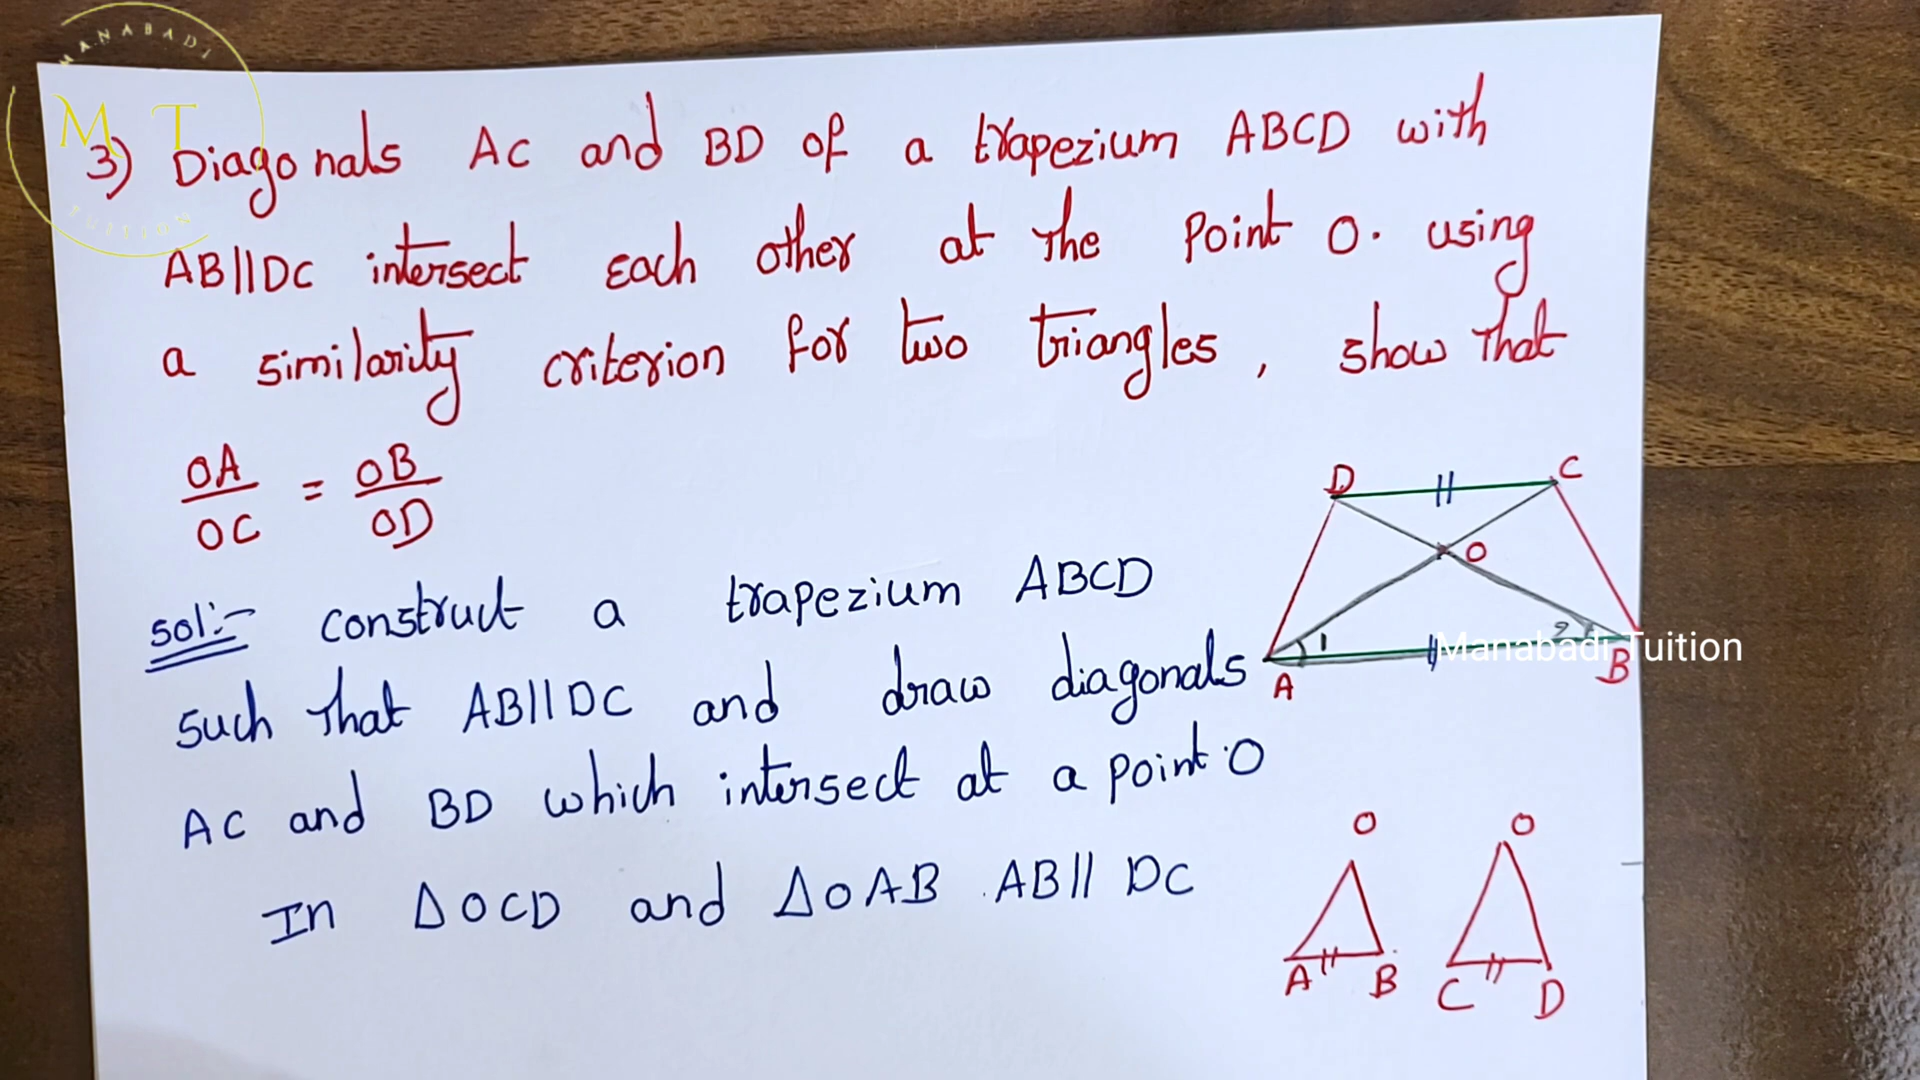 MANABADI
M T
TUITION
3) Diagonals AC and BD of a trapezium ABCD with
AB||DC intersect each other at the point O. using
a similarity criterion for two triangles, show that
OA/OC = OB/OD
sol:- construct a trapezium ABCD
such that AB||DC and draw diagonals
AC and BD which intersect at a point O
In ΔOCD and ΔOAB AB|| DC
D C
O
1 2
A B
Manabadi Tuition
O O
A B C D